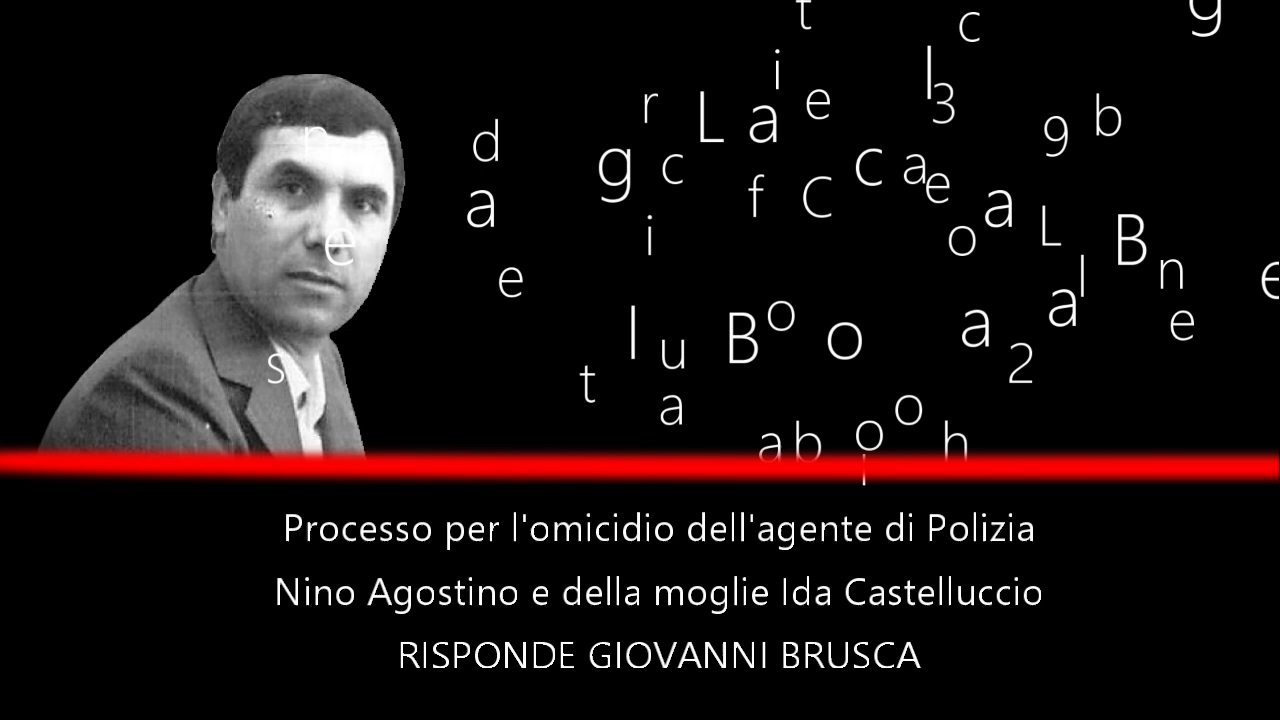 Processo per l'omicidio dell'agente di Polizia
Nino Agostino e della moglie Ida Castelluccio
RISPONDE GIOVANNI BRUSCA